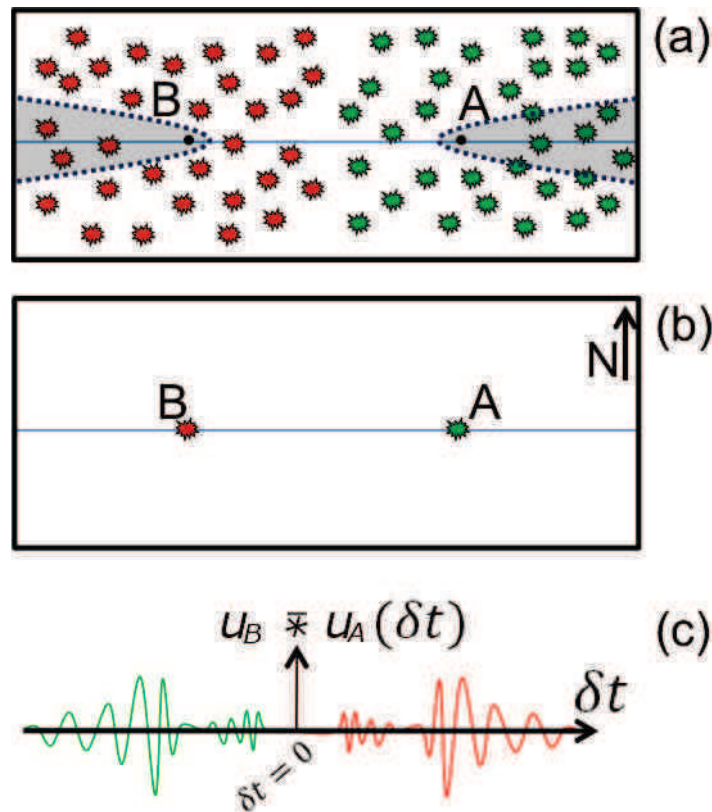 (a)
B
A
(b)
N
B
A
(c)
u_B ⍟ u_A(δt)
δt
δt = 0